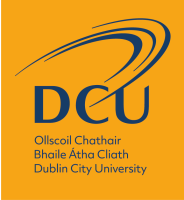 DCU
Ollscoil Chathair
Bhaile Átha Cliath
Dublin City University